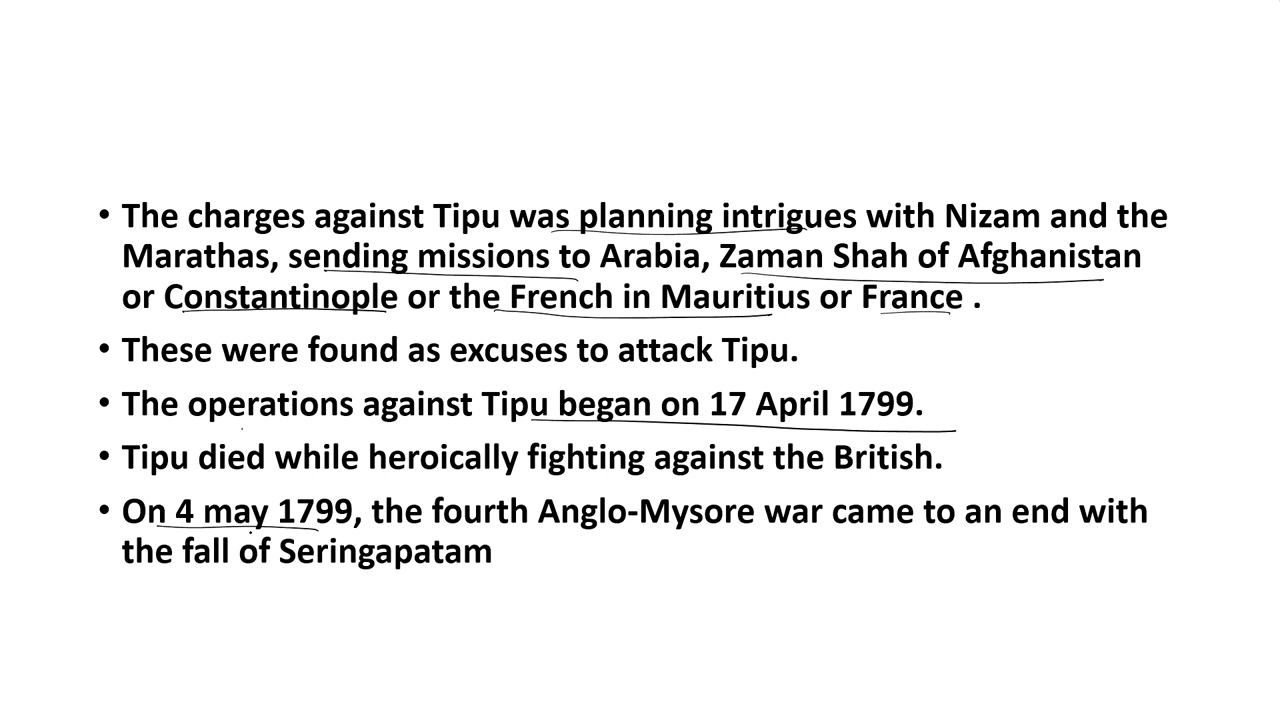 • The charges against Tipu was planning intrigues with Nizam and the
Marathas, sending missions to Arabia, Zaman Shah of Afghanistan
or Constantinople or the French in Mauritius or France .
• These were found as excuses to attack Tipu.
• The operations against Tipu began on 17 April 1799.
• Tipu died while heroically fighting against the British.
• On 4 may 1799, the fourth Anglo-Mysore war came to an end with
the fall of Seringapatam